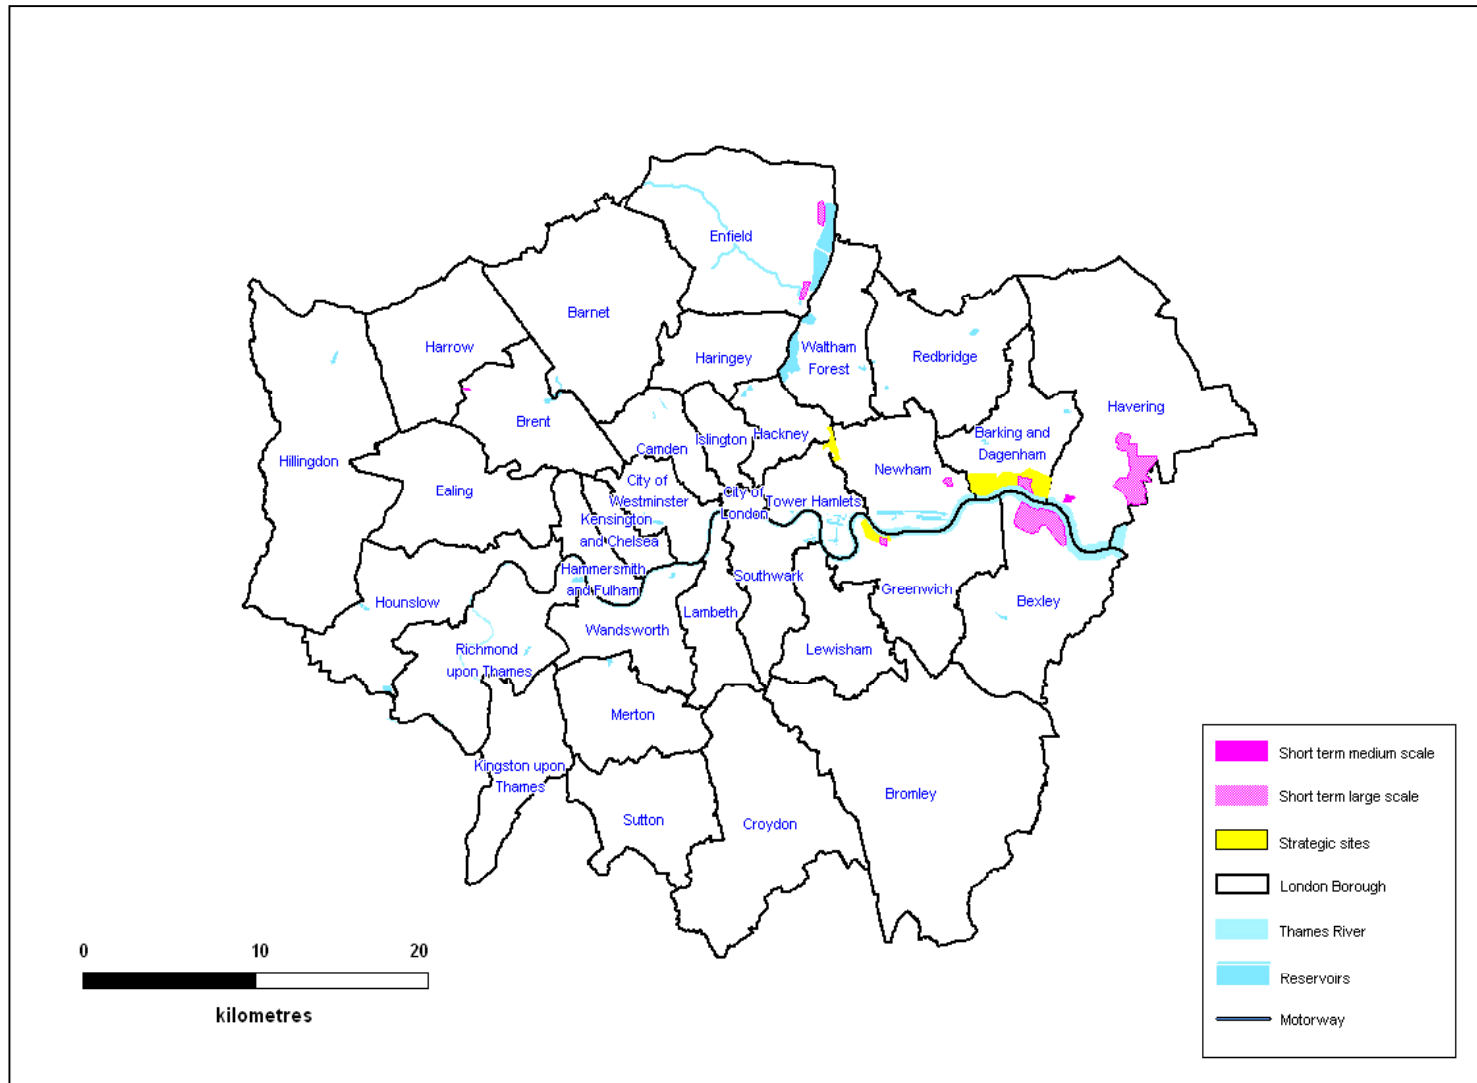 Enfield
Barnet
Harrow
Haringey
Waltham
Forest
Redbridge
Havering
Brent
Hillingdon
Ealing
Camden
Islington
Hackney
Newham
Barking and
Dagenham
City of
Westminster
City of
London
Tower Hamlets
Kensington
and Chelsea
Hammersmith
and Fulham
Hounslow
Richmond
upon Thames
Wandsworth
Lambeth
Southwark
Lewisham
Greenwich
Bexley
Merton
Kingston upon
Thames
Sutton
Croydon
Bromley
Short term medium scale
Short term large scale
Strategic sites
London Borough
Thames River
Reservoirs
Motorway
0 10 20
kilometres